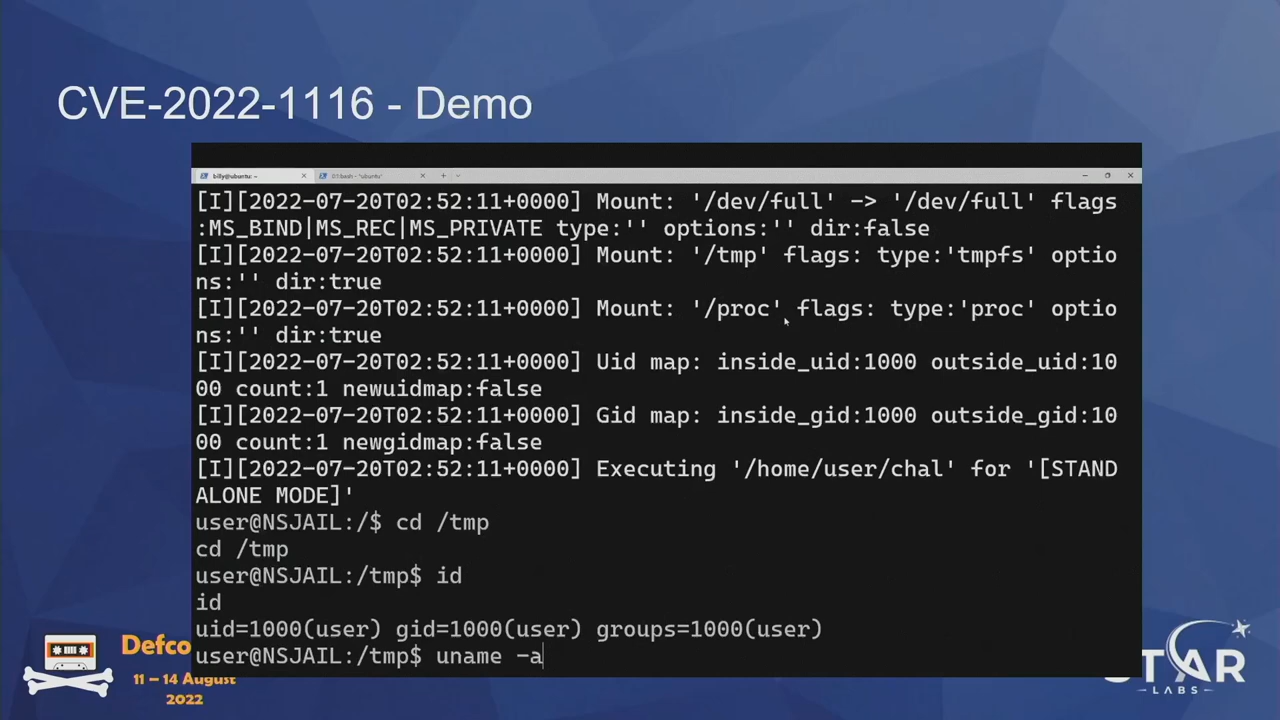 CVE-2022-1116 - Demo
billy@ubuntu: ~
[I][2022-07-20T02:52:11+0000] Mount: '/dev/full' -> '/dev/full' flags
:MS_BIND|MS_REC|MS_PRIVATE type:'' options:'' dir:false
[I][2022-07-20T02:52:11+0000] Mount: '/tmp' flags: type:'tmpfs' optio
ns:'' dir:true
[I][2022-07-20T02:52:11+0000] Mount: '/proc' flags: type:'proc' optio
ns:'' dir:true
[I][2022-07-20T02:52:11+0000] Uid map: inside_uid:1000 outside_uid:10
00 count:1 newuidmap:false
[I][2022-07-20T02:52:11+0000] Gid map: inside_gid:1000 outside_gid:10
00 count:1 newgidmap:false
[I][2022-07-20T02:52:11+0000] Executing '/home/user/chal' for '[STAND
ALONE MODE]'
user@NSJAIL:/$ cd /tmp
cd /tmp
user@NSJAIL:/tmp$ id
id
uid=1000(user) gid=1000(user) groups=1000(user)
user@NSJAIL:/tmp$ uname -a
Defco
11 – 14 August
2022
STAR
LABS